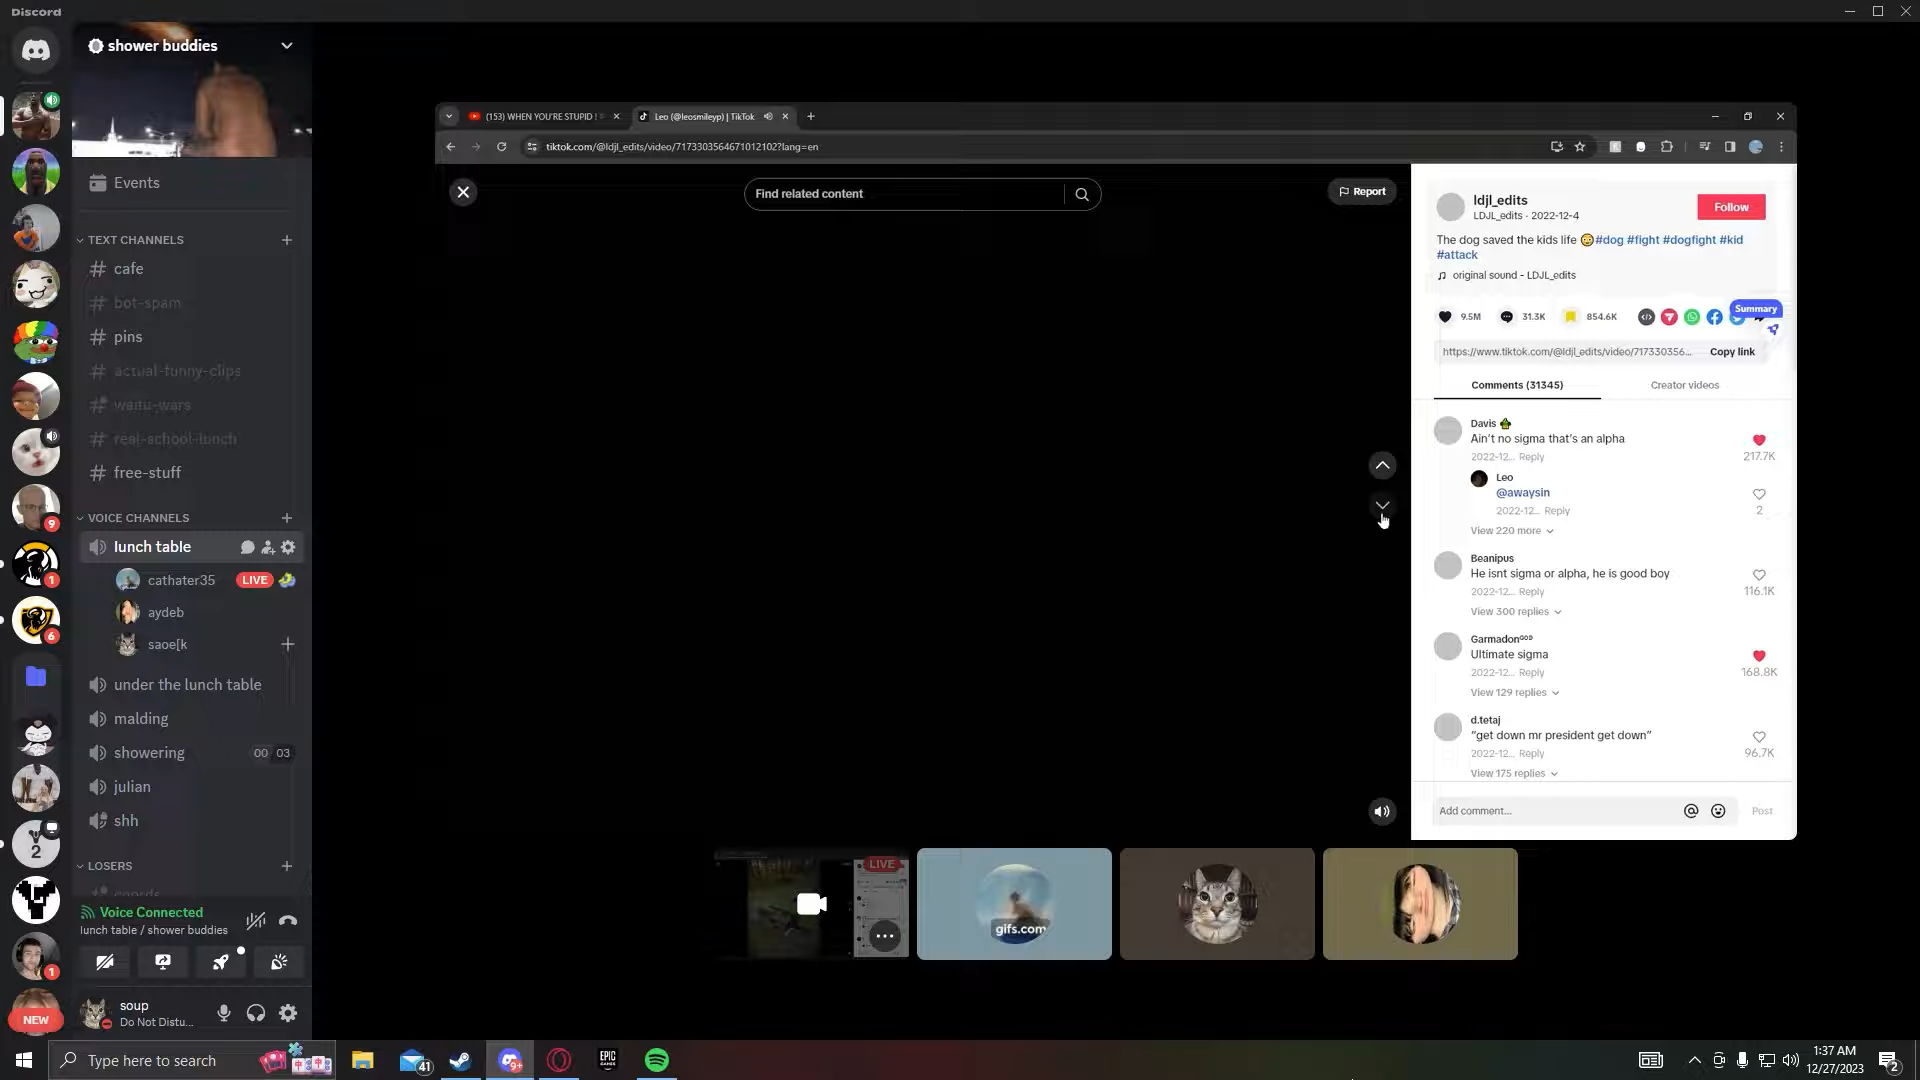 Discord
shower buddies
Events
TEXT CHANNELS
cafe
bot-spam
pins
actual-funny-clips
waifu-wars
real-school-lunch
free-stuff
VOICE CHANNELS
lunch table
cathater35 LIVE
aydeb
saoe[k
under the lunch table
malding
showering 00 03
julian
shh
LOSERS
Voice Connected
lunch table / shower buddies
soup
Do Not Distu...
9
1
6
2
1
NEW
(153) WHEN YOU'RE STUPID !
Leo (@leosmileyp) | TikTok
tiktok.com/@ldjl_edits/video/7173303564671012102?lang=en
Find related content
Report
ldjl_edits
LDJL_edits · 2022-12-4
Follow
The dog saved the kids life 😳#dog #fight #dogfight #kid
#attack
original sound - LDJL_edits
Summary
9.5M 31.3K 854.6K
https://www.tiktok.com/@ldjl_edits/video/717330356... Copy link
Comments (31345) Creator videos
Davis
Ain't no sigma that's an alpha
2022-12... Reply
217.7K
Leo
@awaysin
2022-12... Reply
2
View 220 more
Beanipus
He isnt sigma or alpha, he is good boy
2022-12... Reply
116.1K
View 300 replies
Garmadonᴳᴼᴰ
Ultimate sigma
2022-12... Reply
168.8K
View 129 replies
d.tetaj
"get down mr president get down"
2022-12... Reply
96.7K
View 175 replies
Add comment... Post
LIVE
gifs.com
Type here to search
41
9+
EPIC
GAMES
1:37 AM
12/27/2023
2